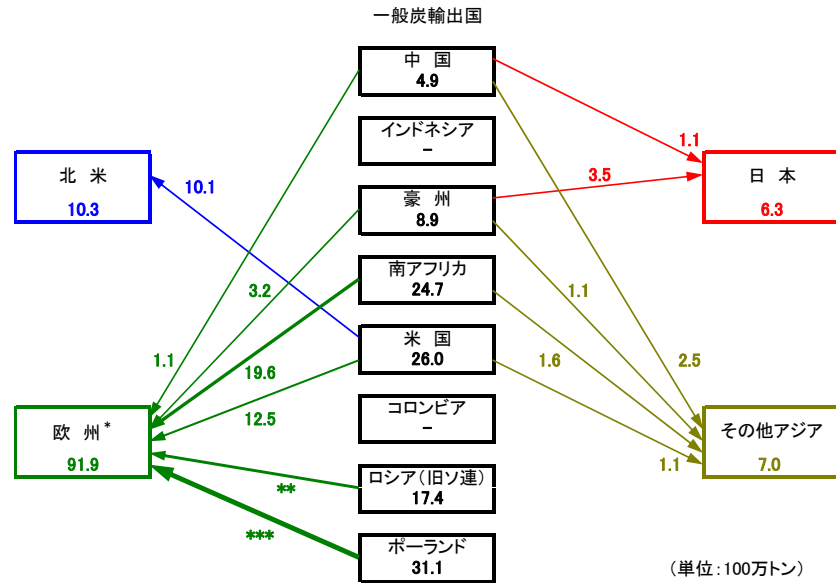 一般炭輸出国
中 国
4.9
インドネシア
－
北 米
10.3
10.1
1.1
日 本
6.3
3.5
豪 州
8.9
南アフリカ
24.7
3.2
1.1
米 国
26.0
1.1
19.6
1.6
2.5
12.5
コロンビア
－
欧 州*
91.9
その他アジア
7.0
1.1
ロシア（旧ソ連）
17.4
**
***
ポーランド
31.1
（単位：100万トン）